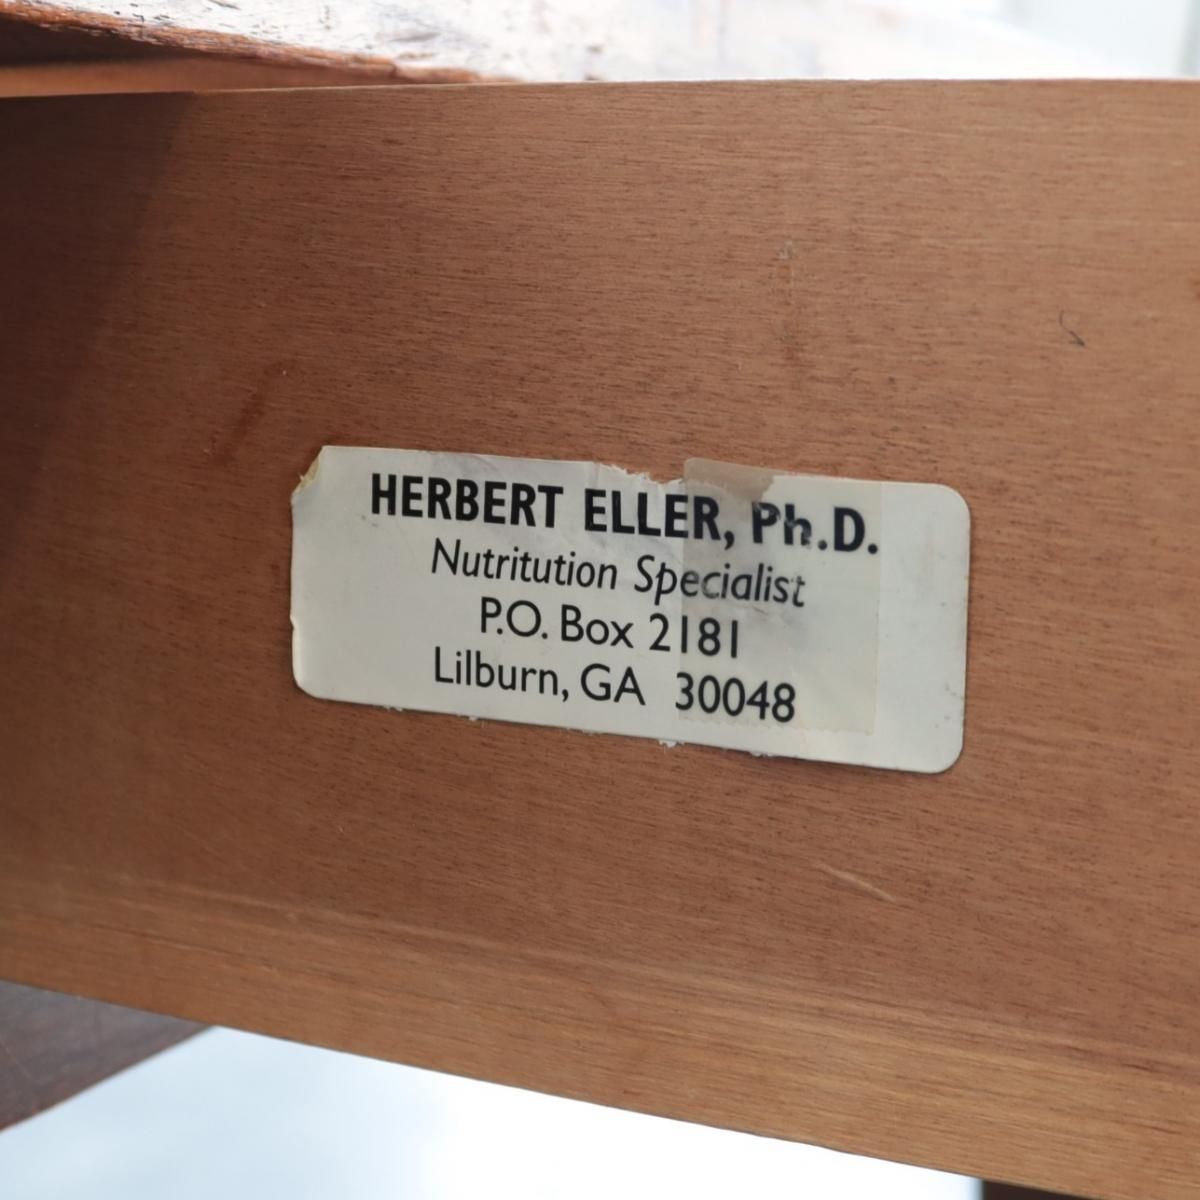 HERBERT ELLER, Ph.D.
Nutritution Specialist
P.O. Box 2181
Lilburn, GA 30048